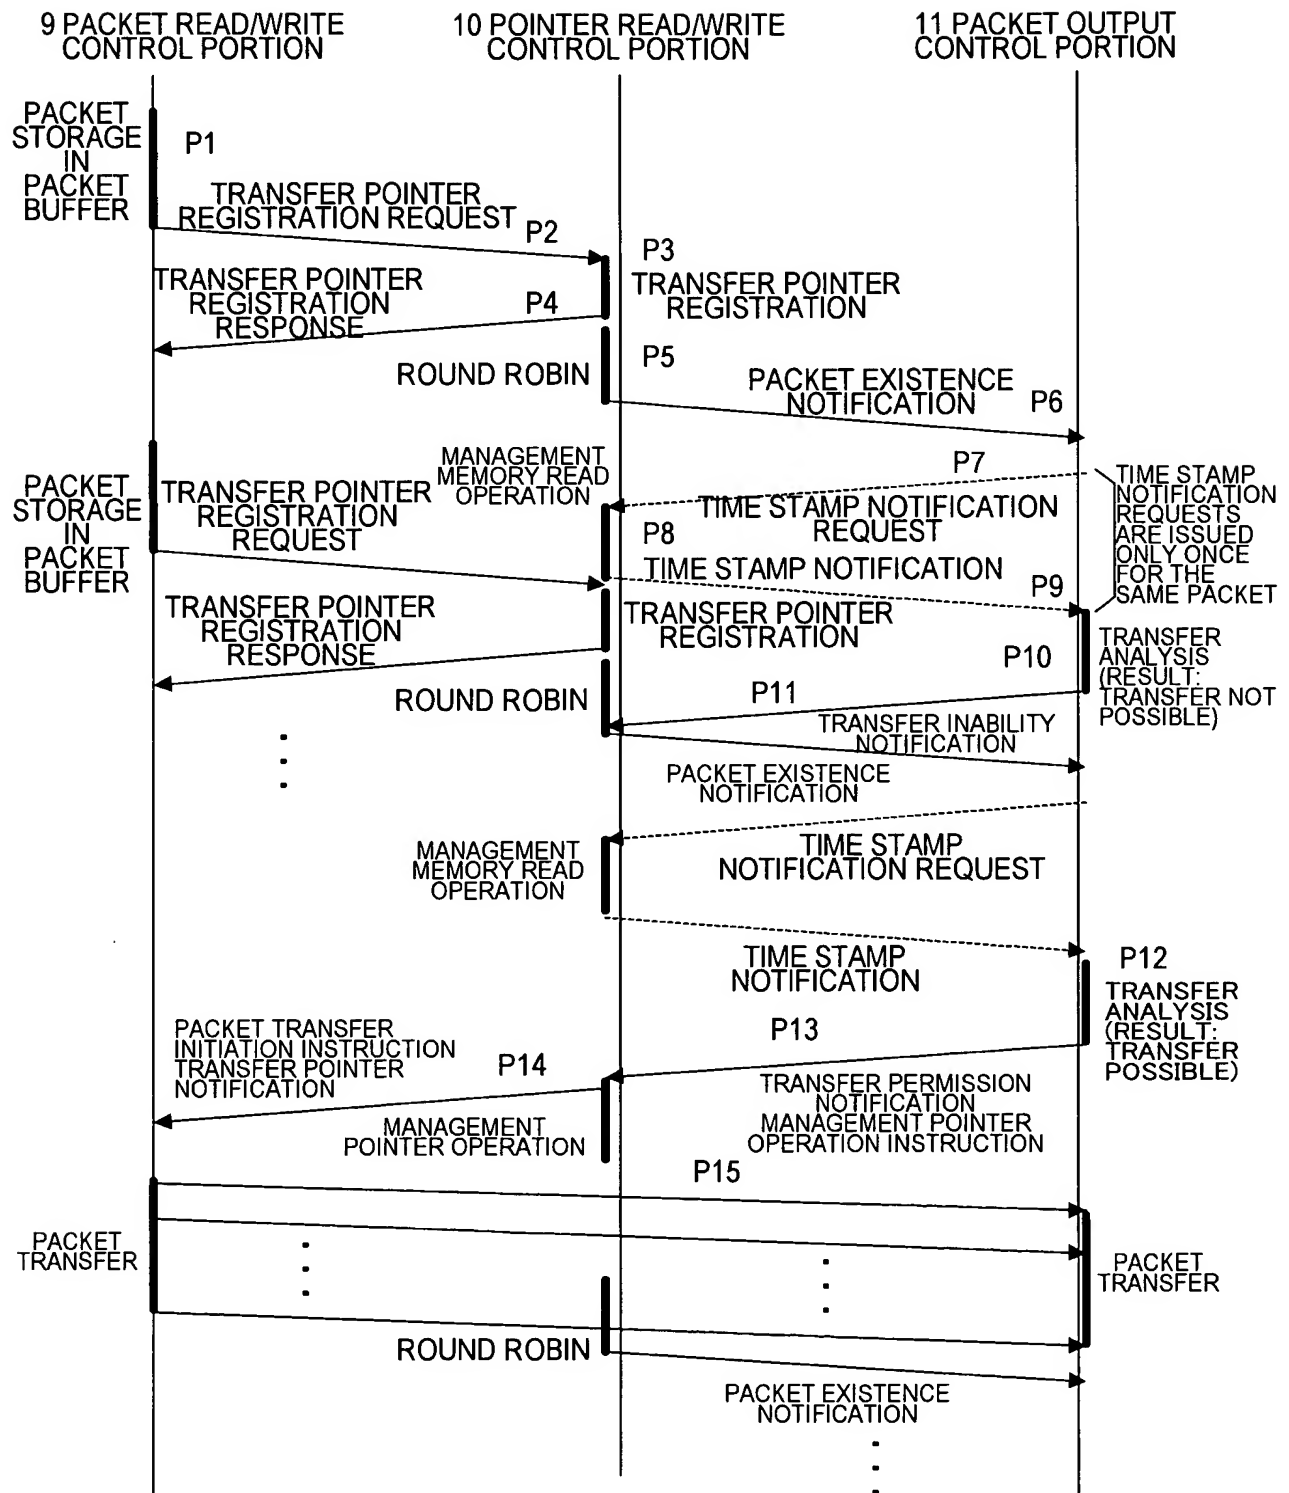 9 PACKET READ/WRITE
CONTROL PORTION
10 POINTER READ/WRITE
CONTROL PORTION
11 PACKET OUTPUT
CONTROL PORTION
PACKET
STORAGE
IN
PACKET
BUFFER
P1
TRANSFER POINTER
REGISTRATION REQUEST
P2
P3
TRANSFER POINTER
REGISTRATION
TRANSFER POINTER
REGISTRATION
RESPONSE
P4
ROUND ROBIN
P5
PACKET EXISTENCE
NOTIFICATION
P6
MANAGEMENT
MEMORY READ
OPERATION
P7
TIME STAMP NOTIFICATION
REQUEST
TIME STAMP
NOTIFICATION
REQUESTS
ARE ISSUED
ONLY ONCE
FOR THE
SAME PACKET
PACKET
STORAGE
IN
PACKET
BUFFER
TRANSFER POINTER
REGISTRATION
REQUEST
P8
TIME STAMP NOTIFICATION
P9
TRANSFER POINTER
REGISTRATION
RESPONSE
TRANSFER POINTER
REGISTRATION
P10
TRANSFER
ANALYSIS
(RESULT:
TRANSFER NOT
POSSIBLE)
ROUND ROBIN
P11
TRANSFER INABILITY
NOTIFICATION
PACKET EXISTENCE
NOTIFICATION
MANAGEMENT
MEMORY READ
OPERATION
TIME STAMP
NOTIFICATION REQUEST
TIME STAMP
NOTIFICATION
P12
TRANSFER
ANALYSIS
(RESULT:
TRANSFER
POSSIBLE)
P13
PACKET TRANSFER
INITIATION INSTRUCTION
TRANSFER POINTER
NOTIFICATION
P14
TRANSFER PERMISSION
NOTIFICATION
MANAGEMENT POINTER
OPERATION INSTRUCTION
MANAGEMENT
POINTER OPERATION
P15
PACKET
TRANSFER
PACKET
TRANSFER
ROUND ROBIN
PACKET EXISTENCE
NOTIFICATION